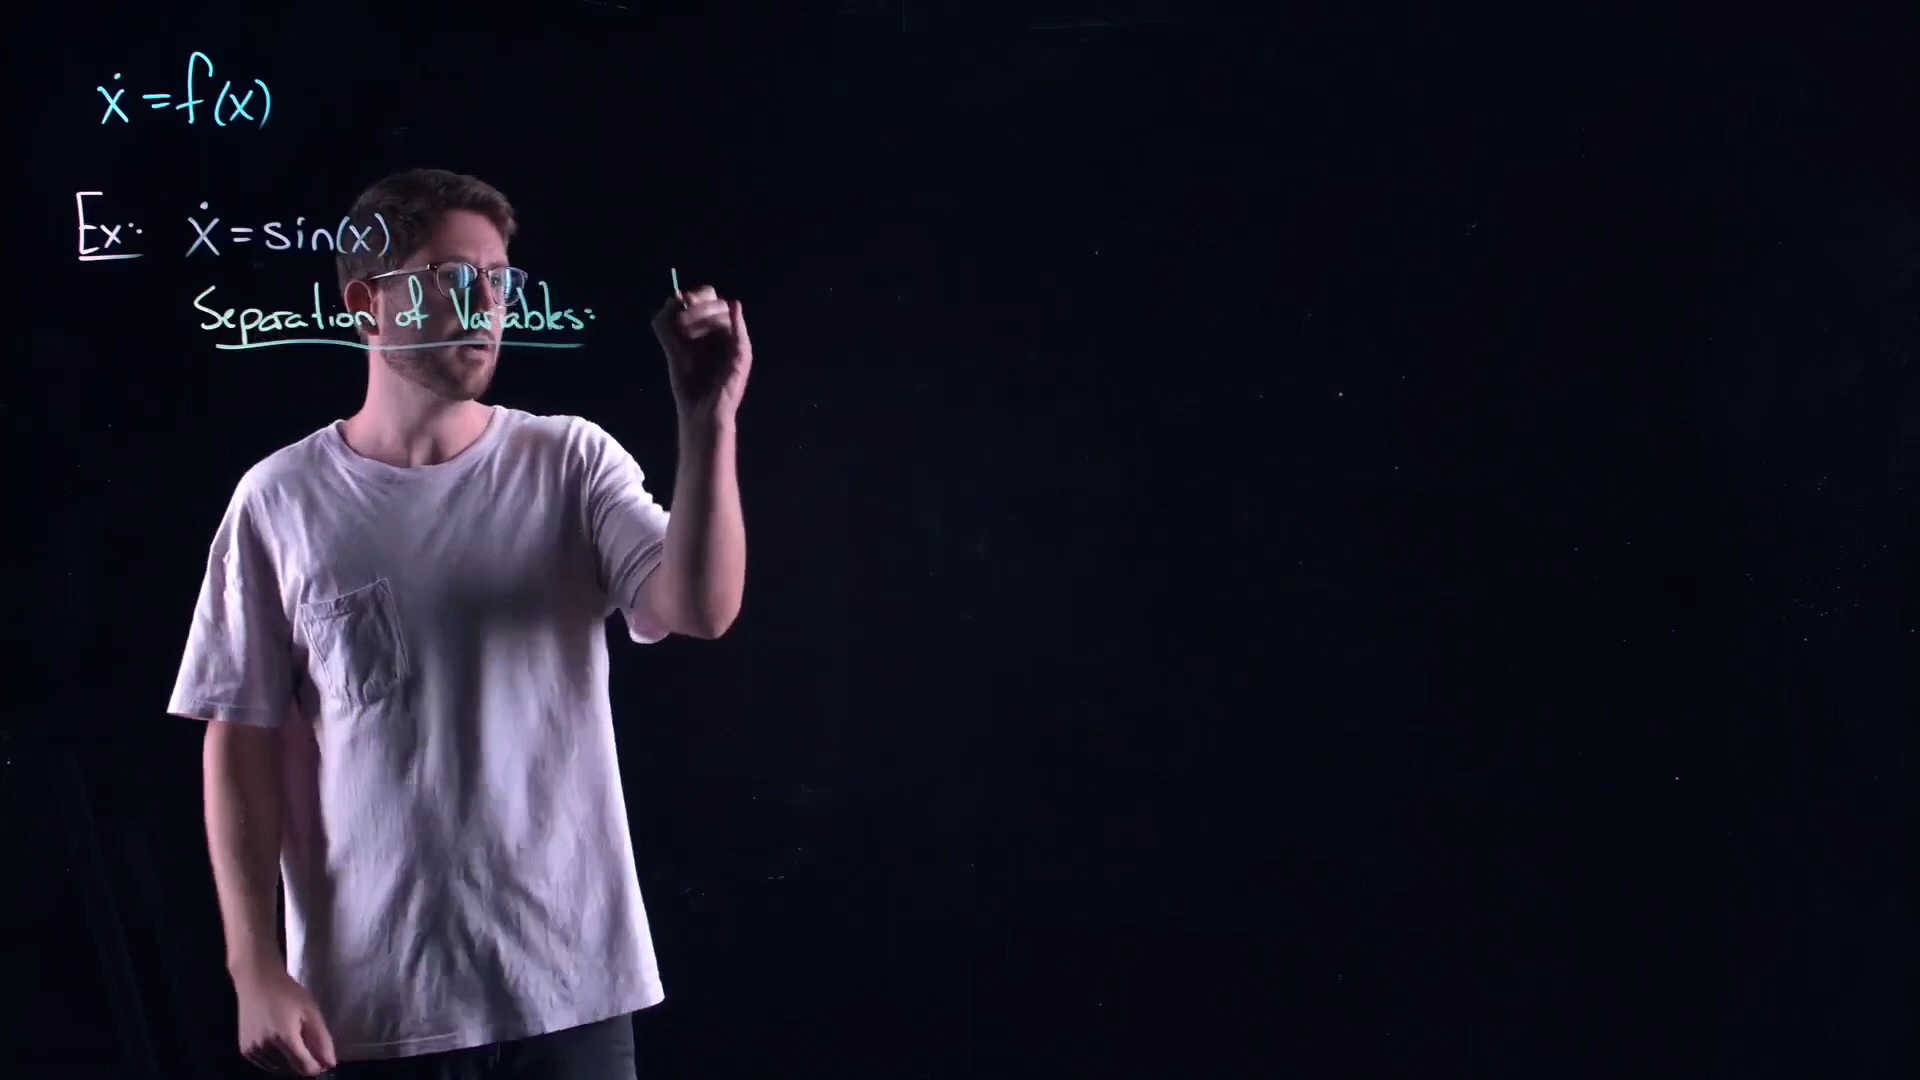 ẋ = f(x)
Ex: ẋ = sin(x)
Separation of Variables: